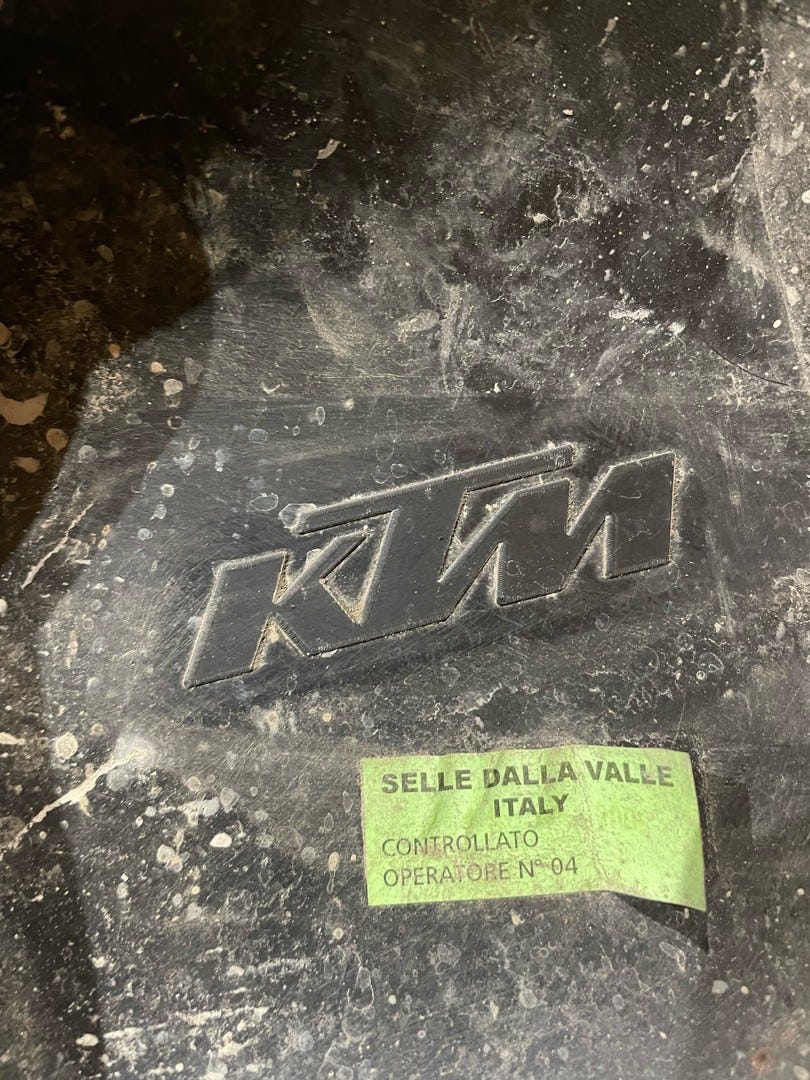 KTM
SELLE DALLA VALLE
ITALY
CONTROLLATO
OPERATORE N° 04